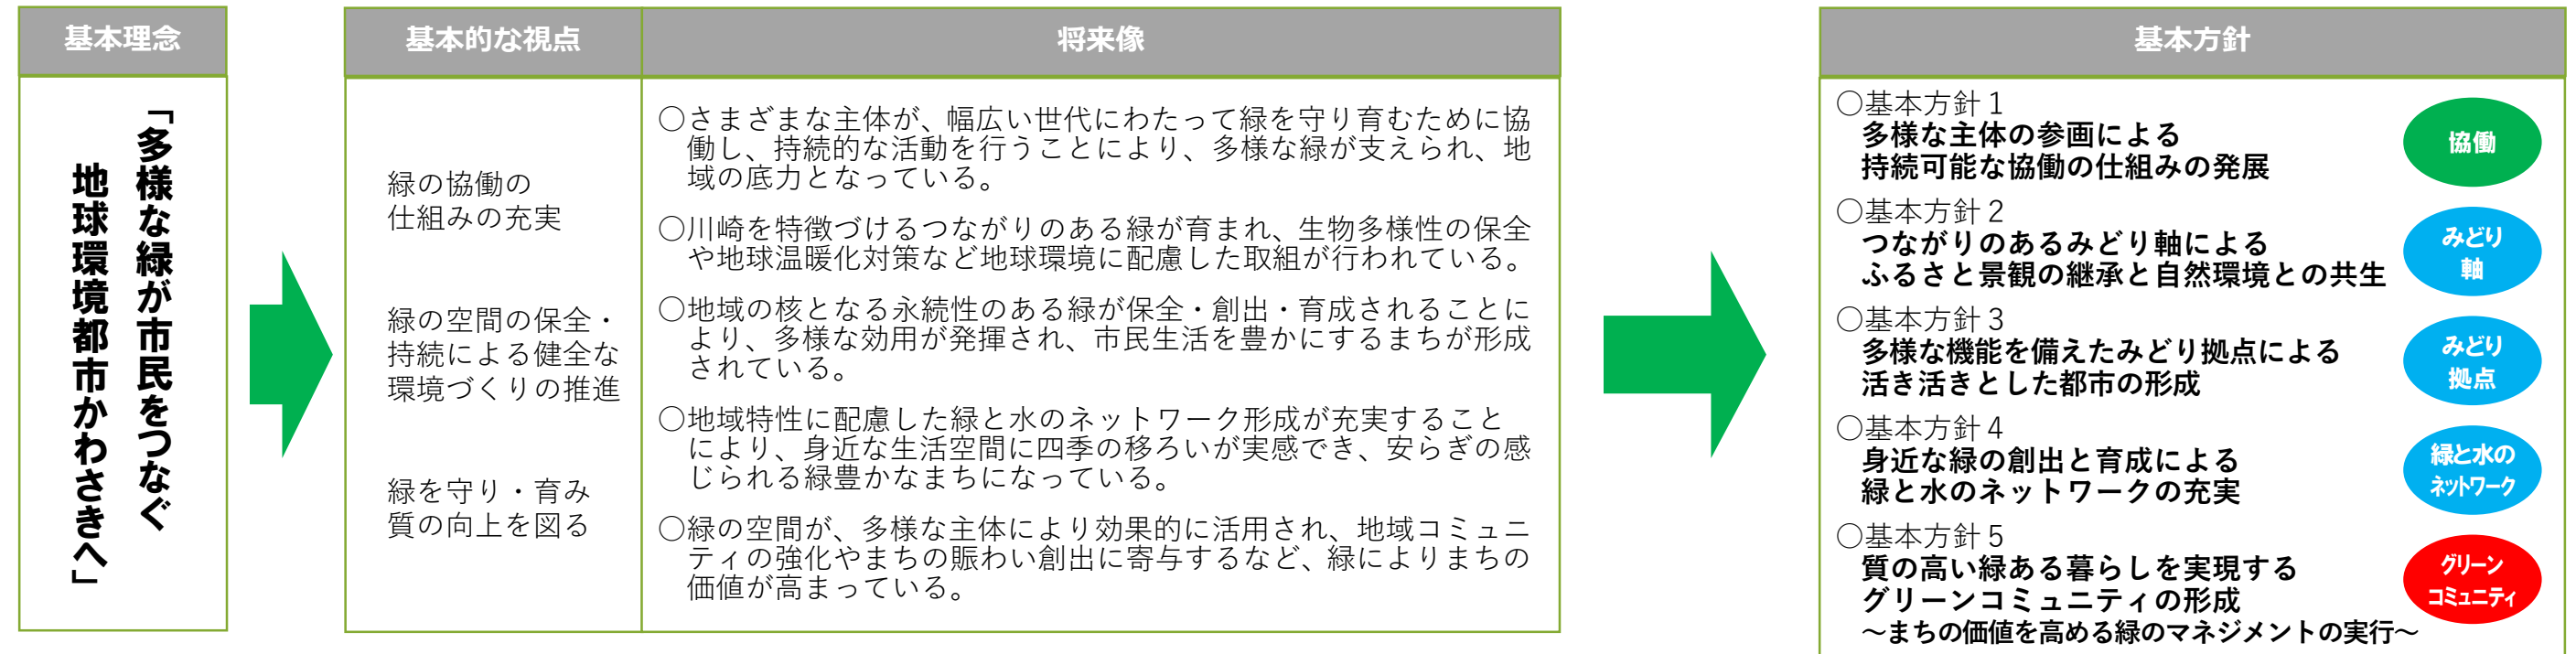 基本理念
「多様な緑が市民をつなぐ
地球環境都市かわさきへ」
基本的な視点
将来像
緑の協働の
仕組みの充実
緑の空間の保全・
持続による健全な
環境づくりの推進
緑を守り・育み
質の向上を図る
○さまざまな主体が、幅広い世代にわたって緑を守り育むために協
働し、持続的な活動を行うことにより、多様な緑が支えられ、地
域の底力となっている。
○川崎を特徴づけるつながりのある緑が育まれ、生物多様性の保全
や地球温暖化対策など地球環境に配慮した取組が行われている。
○地域の核となる永続性のある緑が保全・創出・育成されることに
より、多様な効用が発揮され、市民生活を豊かにするまちが形成
されている。
○地域特性に配慮した緑と水のネットワーク形成が充実すること
により、身近な生活空間に四季の移ろいが実感でき、安らぎの感
じられる緑豊かなまちになっている。
○緑の空間が、多様な主体により効果的に活用され、地域コミュニ
ティの強化やまちの賑わい創出に寄与するなど、緑によりまちの
価値が高まっている。
基本方針
○基本方針１
多様な主体の参画による
持続可能な協働の仕組みの発展
協働
○基本方針２
つながりのあるみどり軸による
ふるさと景観の継承と自然環境との共生
みどり
軸
○基本方針３
多様な機能を備えたみどり拠点による
活き活きとした都市の形成
みどり
拠点
○基本方針４
身近な緑の創出と育成による
緑と水のネットワークの充実
緑と水の
ネットワーク
○基本方針５
質の高い緑ある暮らしを実現する
グリーンコミュニティの形成
～まちの価値を高める緑のマネジメントの実行～
グリーン
コミュニティ